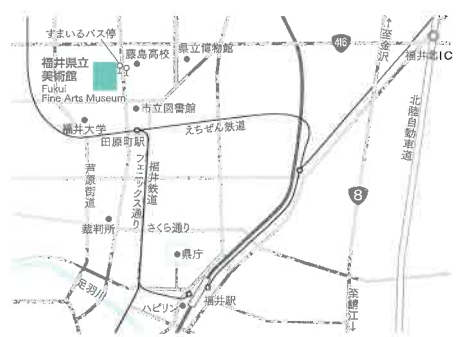 すまいるバス停
藤島高校
県立博物館
416
至金沢
福井北IC
福井県立
美術館
Fukui
Fine Arts Museum
市立図書館
福井大学
田原町駅
えちぜん鉄道
北陸自動車道
芦原街道
フェニックス通り
福井鉄道
8
裁判所
さくら通り
県庁
足羽川
ハピリン
福井駅
至鯖江